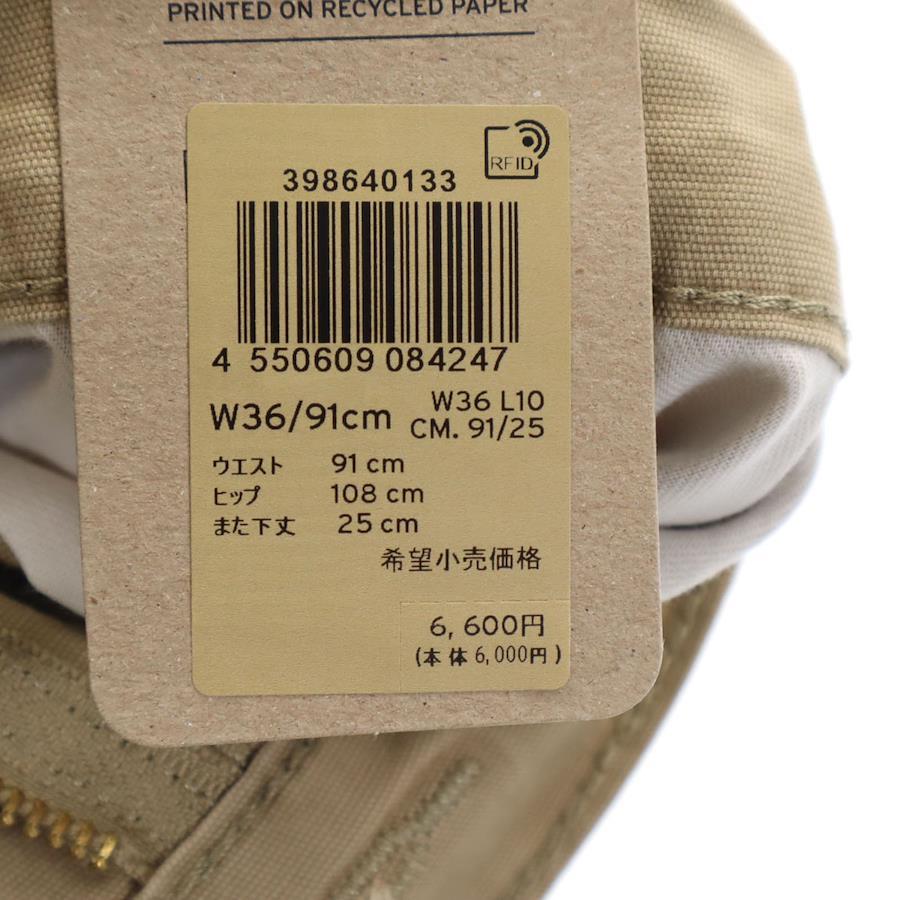 PRINTED ON RECYCLED PAPER
RFID
398640133
4 550609 084247
W36/91cm
W36 L10
CM. 91/25
ウエスト 91 cm
ヒップ 108 cm
また下丈 25 cm
希望小売価格
6,600円
(本体 6,000円)